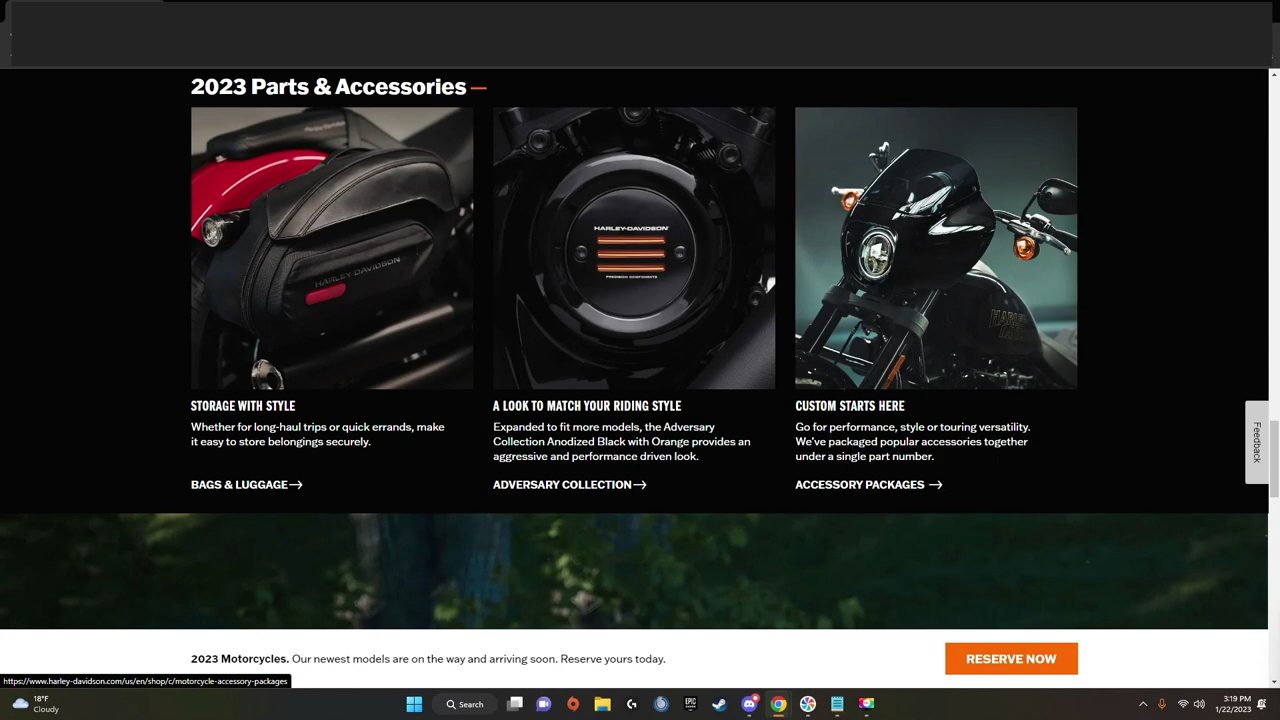 2023 Parts & Accessories
HARLEY-DAVIDSON
HARLEY-DAVIDSON
PRECISION COMPONENTS
STORAGE WITH STYLE
Whether for long-haul trips or quick errands, make
it easy to store belongings securely.
BAGS & LUGGAGE
A LOOK TO MATCH YOUR RIDING STYLE
Expanded to fit more models, the Adversary
Collection Anodized Black with Orange provides an
aggressive and performance driven look.
ADVERSARY COLLECTION
CUSTOM STARTS HERE
Go for performance, style or touring versatility.
We've packaged popular accessories together
under a single part number.
ACCESSORY PACKAGES
Feedback
2023 Motorcycles. Our newest models are on the way and arriving soon. Reserve yours today.
RESERVE NOW
https://www.harley-davidson.com/us/en/shop/c/motorcycle-accessory-packages
18°F
Cloudy
Search
EPIC
GAMES
3:19 PM
1/22/2023